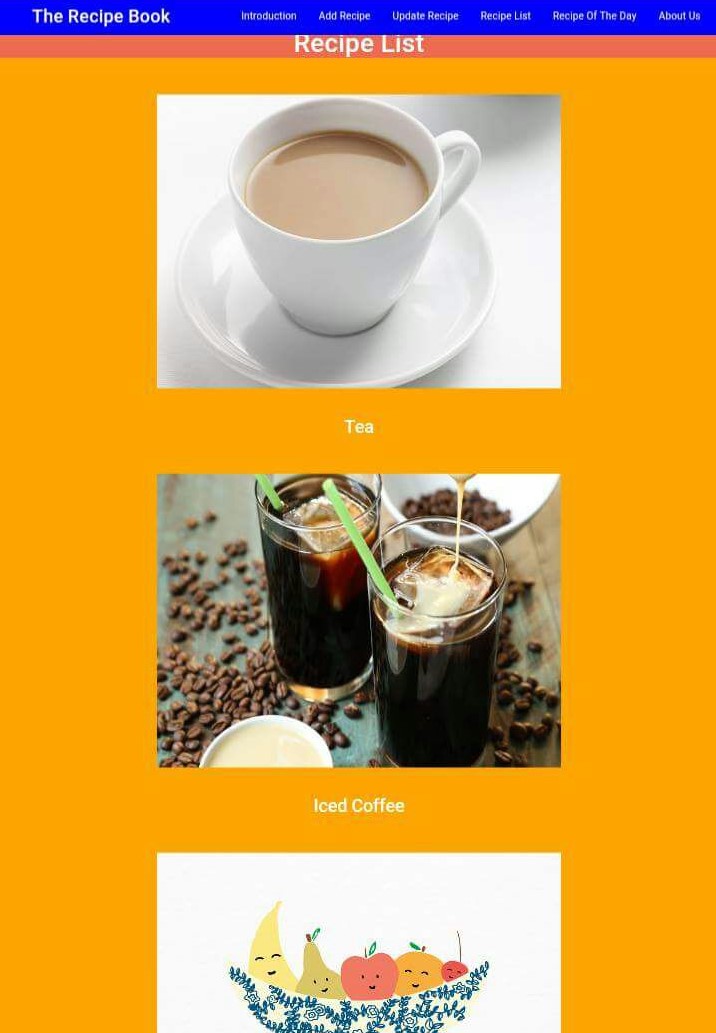 The Recipe Book
Introduction
Add Recipe
Update Recipe
Recipe List
Recipe Of The Day
About Us
Recipe List
Tea
Iced Coffee